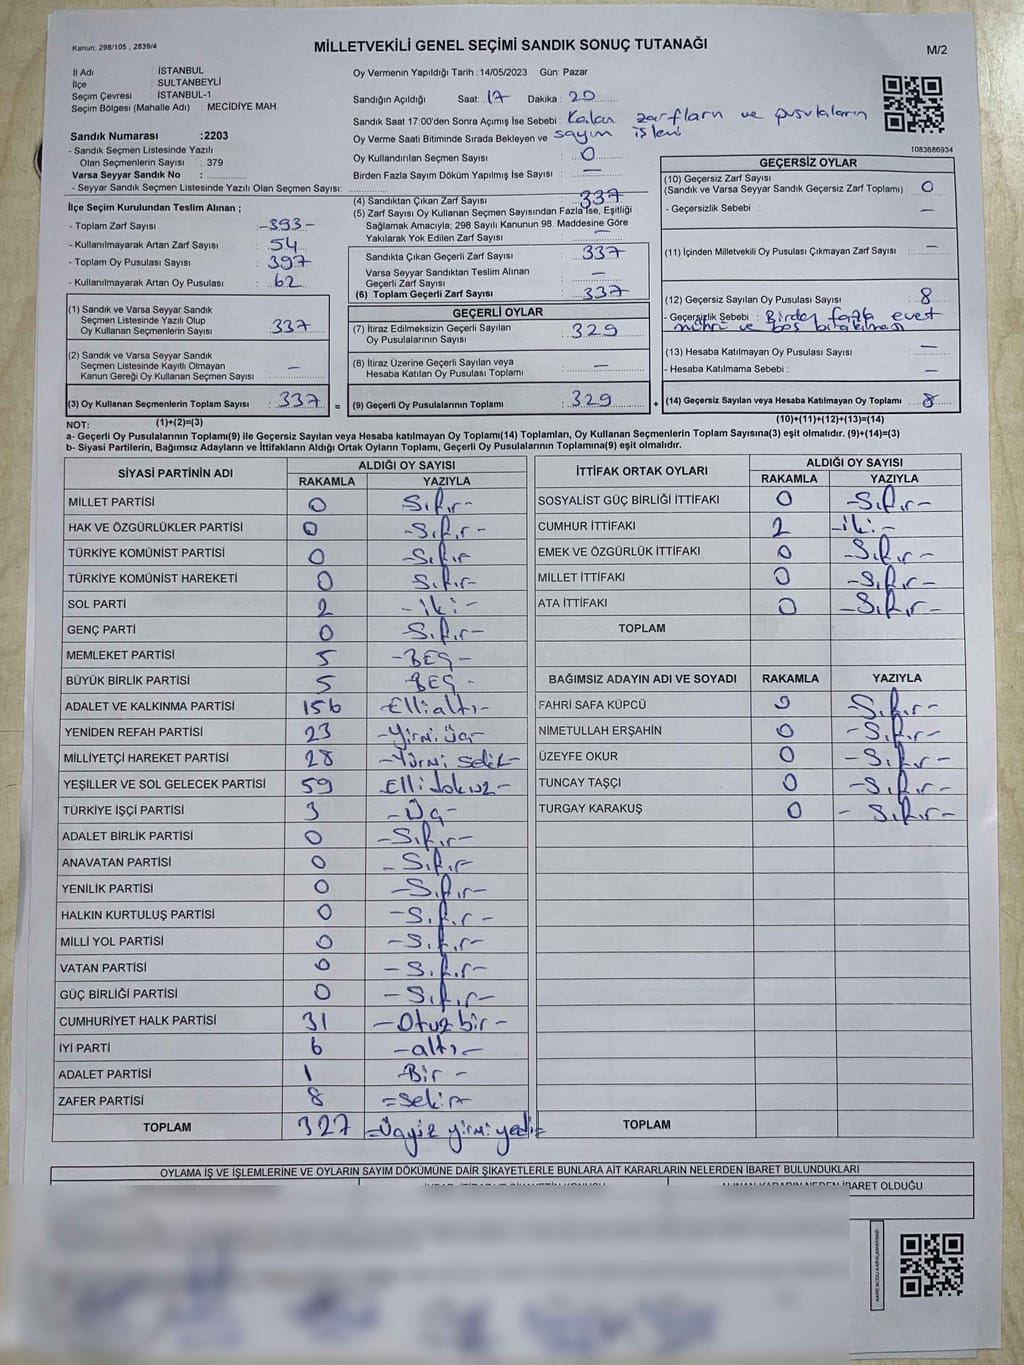 Kanun: 298/105 , 2839/4
MİLLETVEKİLİ GENEL SEÇİMİ SANDIK SONUÇ TUTANAĞI
M/2
İl Adı : İSTANBUL
İlçe : SULTANBEYLİ
Seçim Çevresi : İSTANBUL-1
Seçim Bölgesi (Mahalle Adı) : MECİDİYE MAH.
Sandık Numarası :2203
- Sandık Seçmen Listesinde Yazılı
Olan Seçmenlerin Sayısı : 379
Varsa Seyyar Sandık No :
- Seyyar Sandık Seçmen Listesinde Yazılı Olan Seçmen Sayısı:
Oy Vermenin Yapıldığı Tarih :14/05/2023 Gün: Pazar
Sandığın Açıldığı Saat: 17 Dakika : 20
Sandık Saat 17:00'den Sonra Açımış İse Sebebi : Kalan zarfların ve pusulaların
Oy Verme Saati Bitiminde Sırada Bekleyen ve sayım işleri
Oy Kullandırılan Seçmen Sayısı : 0
Birden Fazla Sayım Döküm Yapılmış İse Sayısı : —
1083686934
İlçe Seçim Kurulundan Teslim Alınan ;
- Toplam Zarf Sayısı : -393-
- Kullanılmayarak Artan Zarf Sayısı : 54
- Toplam Oy Pusulası Sayısı : 397
- Kullanılmayarak Artan Oy Pusulası : 62
(1) Sandık ve Varsa Seyyar Sandık
Seçmen Listesinde Yazılı Olup
Oy Kullanan Seçmenlerin Sayısı : 337
(2) Sandık ve Varsa Seyyar Sandık
Seçmen Listesinde Kayıtlı Olmayan
Kanun Gereği Oy Kullanan Seçmen Sayısı : —
(3) Oy Kullanan Seçmenlerin Toplam Sayısı : 337 =
(4) Sandıktan Çıkan Zarf Sayısı : 337
(5) Zarf Sayısı Oy Kullanan Seçmen Sayısından Fazla İse, Eşitliği
Sağlamak Amacıyla; 298 Sayılı Kanunun 98. Maddesine Göre
Yakılarak Yok Edilen Zarf Sayısı : —
Sandıkta Çıkan Geçerli Zarf Sayısı : 337
Varsa Seyyar Sandıktan Teslim Alınan
Geçerli Zarf Sayısı : —
(6) Toplam Geçerli Zarf Sayısı : 337
GEÇERLİ OYLAR
(7) İtiraz Edilmeksizin Geçerli Sayılan
Oy Pusulalarının Sayısı : 329
(8) İtiraz Üzerine Geçerli Sayılan veya
Hesaba Katılan Oy Pusulası Toplamı : —
(9) Geçerli Oy Pusulalarının Toplamı : 329 +
GEÇERSİZ OYLAR
(10) Geçersiz Zarf Sayısı
(Sandık ve Varsa Seyyar Sandık Geçersiz Zarf Toplamı) : 0
- Geçersizlik Sebebi : —
(11) İçinden Milletvekili Oy Pusulası Çıkmayan Zarf Sayısı : —
(12) Geçersiz Sayılan Oy Pusulası Sayısı : 8
- Geçersizlik Sebebi : Birden fazla evet
mührü ve boş bırakılması
(13) Hesaba Katılmayan Oy Pusulası Sayısı : —
- Hesaba Katılmama Sebebi : —
(14) Geçersiz Sayılan veya Hesaba Katılmayan Oy Toplamı : 8
NOT: (1)+(2)=(3)
(10)+(11)+(12)+(13)=(14)
a- Geçerli Oy Pusulalarının Toplamı(9) ile Geçersiz Sayılan veya Hesaba katılmayan Oy Toplamı(14) Toplamları, Oy Kullanan Seçmenlerin Toplam Sayısına(3) eşit olmalıdır. (9)+(14)=(3)
b- Siyasi Partilerin, Bağımsız Adayların ve İttifakların Aldığı Ortak Oyların Toplamı, Geçerli Oy Pusulalarının Toplamına(9) eşit olmalıdır.
SİYASİ PARTİNİN ADI ALDIĞI OY SAYISI
RAKAMLA YAZIYLA
MİLLET PARTİSİ 0 Sıfır-
HAK VE ÖZGÜRLÜKLER PARTİSİ 0 -Sıfır-
TÜRKİYE KOMÜNİST PARTİSİ 0 -Sıfır
TÜRKİYE KOMÜNİST HAREKETİ 0 Sıfır-
SOL PARTİ 2 -iki-
GENÇ PARTİ 0 -Sıfır-
MEMLEKET PARTİSİ 5 -BEŞ-
BÜYÜK BİRLİK PARTİSİ 5 -BEŞ-
ADALET VE KALKINMA PARTİSİ 156 Ellialtı-
YENİDEN REFAH PARTİSİ 23 -Yirmi üç-
MİLLİYETÇİ HAREKET PARTİSİ 28 -Yirmi sekiz-
YEŞİLLER VE SOL GELECEK PARTİSİ 59 Elli dokuz-
TÜRKİYE İŞÇİ PARTİSİ 3 -Üç-
ADALET BİRLİK PARTİSİ 0 -Sıfır-
ANAVATAN PARTİSİ 0 -Sıfır-
YENİLİK PARTİSİ 0 -Sıfır-
HALKIN KURTULUŞ PARTİSİ 0 -Sıfır-
MİLLİ YOL PARTİSİ 0 -Sıfır-
VATAN PARTİSİ 0 -Sıfır-
GÜÇ BİRLİĞİ PARTİSİ 0 -Sıfır-
CUMHURİYET HALK PARTİSİ 31 -Otuz bir-
İYİ PARTİ 6 -altı-
ADALET PARTİSİ 1 -Bir-
ZAFER PARTİSİ 8 =Sekiz
TOPLAM 327 =Üçyüz yirmi yedi=
İTTİFAK ORTAK OYLARI ALDIĞI OY SAYISI
RAKAMLA YAZIYLA
SOSYALİST GÜÇ BİRLİĞİ İTTİFAKI 0 -Sıfır-
CUMHUR İTTİFAKI 2 -iki-
EMEK VE ÖZGÜRLÜK İTTİFAKI 0 -Sıfır-
MİLLET İTTİFAKI 0 -Sıfır-
ATA İTTİFAKI 0 -Sıfır-
TOPLAM
BAĞIMSIZ ADAYIN ADI VE SOYADI RAKAMLA YAZIYLA
FAHRİ SAFA KÜPCÜ 0 -Sıfır-
NİMETULLAH ERŞAHİN 0 -Sıfır-
ÜZEYFE OKUR 0 -Sıfır-
TUNCAY TAŞÇI 0 -Sıfır-
TURGAY KARAKUŞ 0 - Sıfır-
TOPLAM
OYLAMA İŞ VE İŞLEMLERİNE VE OYLARIN SAYIM DÖKÜMÜNE DAİR ŞİKAYETLERLE BUNLARA AİT KARARLARIN NELERDEN İBARET BULUNDUKLARI
ALINAN KARARIN NEDEN İBARET OLDUĞU